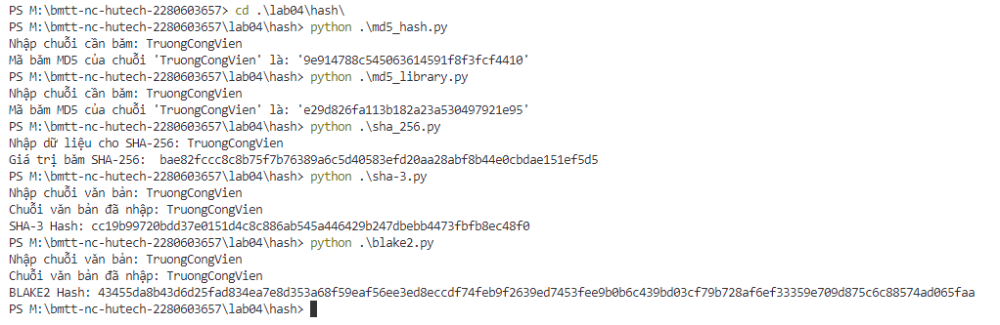 PS M:\bmtt-nc-hutech-2280603657> cd .\lab04\hash\
PS M:\bmtt-nc-hutech-2280603657\lab04\hash> python .\md5_hash.py
Nhập chuỗi cần băm: TruongCongVien
Mã băm MD5 của chuỗi 'TruongCongVien' là: '9e914788c545063614591f8f3fcf4410'
PS M:\bmtt-nc-hutech-2280603657\lab04\hash> python .\md5_library.py
Nhập chuỗi cần băm: TruongCongVien
Mã băm MD5 của chuỗi 'TruongCongVien' là: 'e29d826fa113b182a23a530497921e95'
PS M:\bmtt-nc-hutech-2280603657\lab04\hash> python .\sha_256.py
Nhập dữ liệu cho SHA-256: TruongCongVien
Giá trị băm SHA-256:  bae82fccc8c8b75f7b76389a6c5d40583efd20aa28abf8b44e0cbdae151ef5d5
PS M:\bmtt-nc-hutech-2280603657\lab04\hash> python .\sha-3.py
Nhập chuỗi văn bản: TruongCongVien
Chuỗi văn bản đã nhập: TruongCongVien
SHA-3 Hash: cc19b99720bdd37e0151d4c8c886ab545a446429b247dbebb4473fbfb8ec48f0
PS M:\bmtt-nc-hutech-2280603657\lab04\hash> python .\blake2.py
Nhập chuỗi văn bản: TruongCongVien
Chuỗi văn bản đã nhập: TruongCongVien
BLAKE2 Hash: 43455da8b43d6d25fad834ea7e8d353a68f59eaf56ee3ed8eccdf74feb9f2639ed7453fee9b0b6c439bd03cf79b728af6ef33359e709d875c6c88574ad065faa
PS M:\bmtt-nc-hutech-2280603657\lab04\hash>